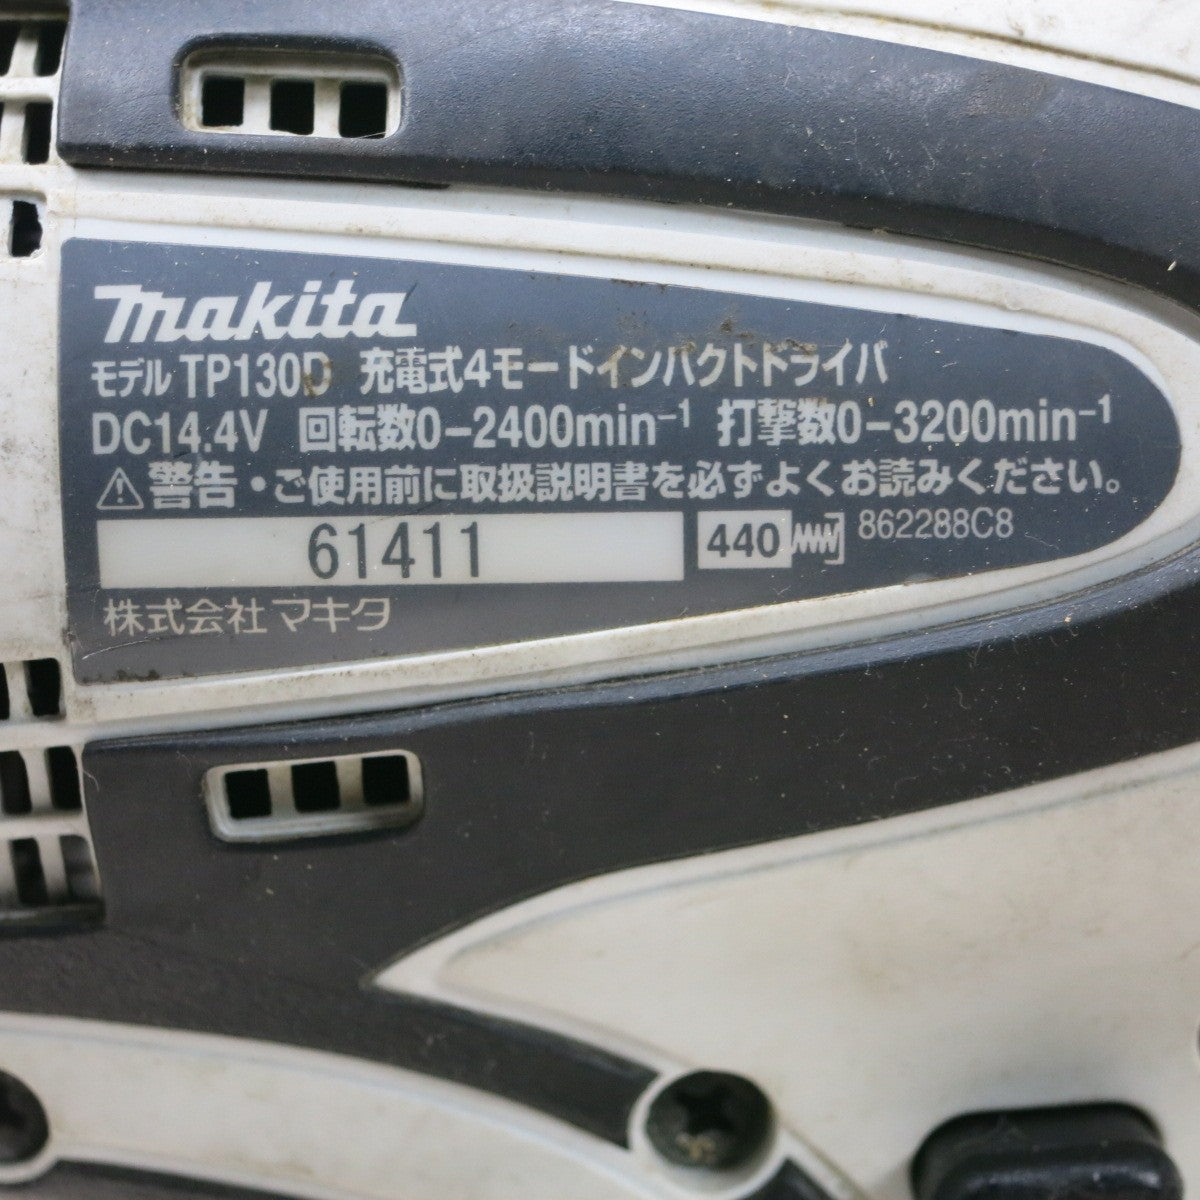 makita
モデル TP130D 充電式4モードインパクトドライバ
DC14.4V 回転数0-2400min⁻¹ 打撃数0-3200min⁻¹
⚠警告・ご使用前に取扱説明書を必ずよくお読みください。
61411 440 862288C8
株式会社マキタ